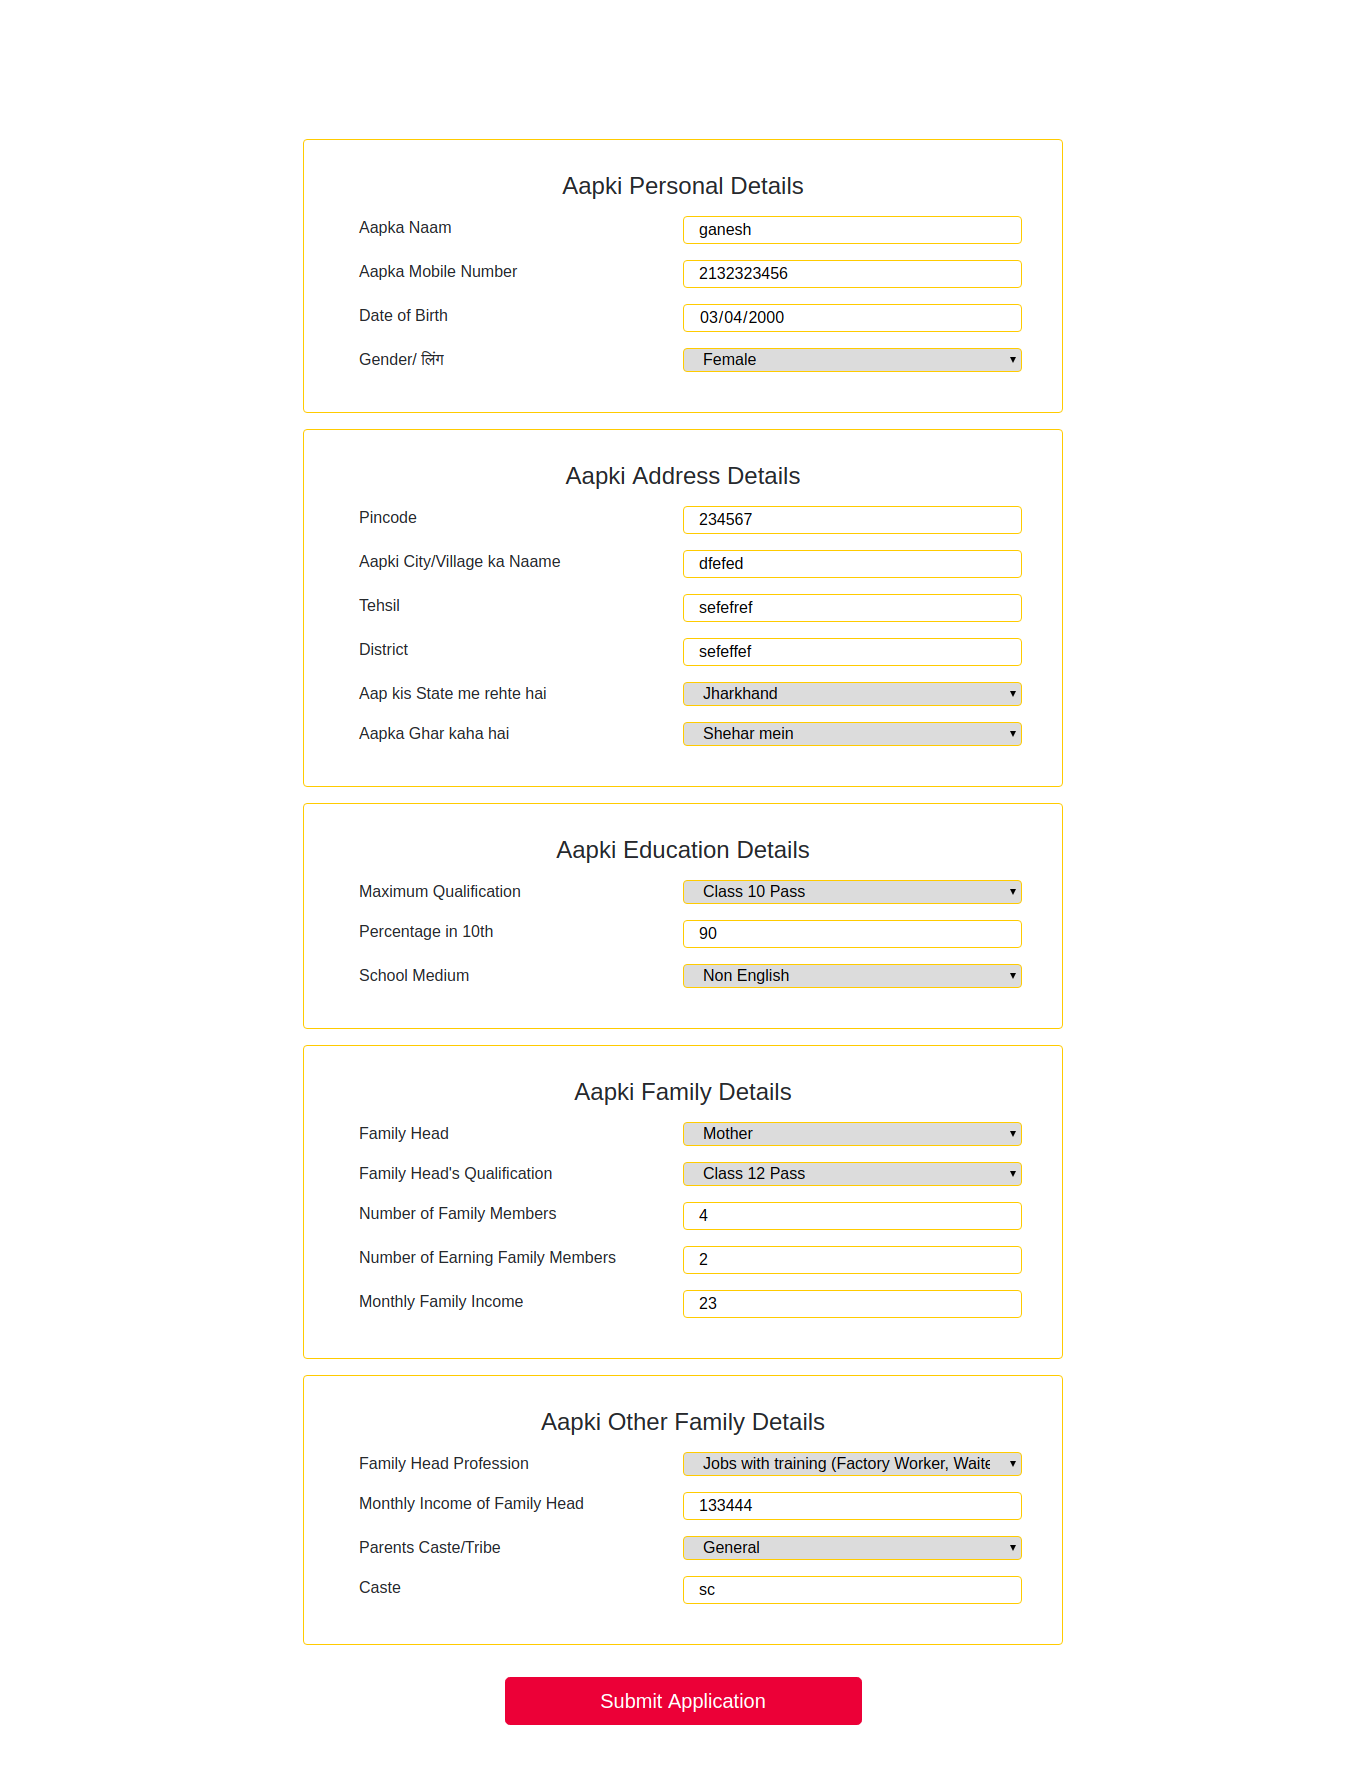 Aapki Personal Details
Aapka Naam ganesh
Aapka Mobile Number 2132323456
Date of Birth 03/04/2000
Gender/ लिंग Female
Aapki Address Details
Pincode 234567
Aapki City/Village ka Naame dfefed
Tehsil sefefref
District sefeffef
Aap kis State me rehte hai Jharkhand
Aapka Ghar kaha hai Shehar mein
Aapki Education Details
Maximum Qualification Class 10 Pass
Percentage in 10th 90
School Medium Non English
Aapki Family Details
Family Head Mother
Family Head's Qualification Class 12 Pass
Number of Family Members 4
Number of Earning Family Members 2
Monthly Family Income 23
Aapki Other Family Details
Family Head Profession Jobs with training (Factory Worker, Waite
Monthly Income of Family Head 133444
Parents Caste/Tribe General
Caste sc
Submit Application